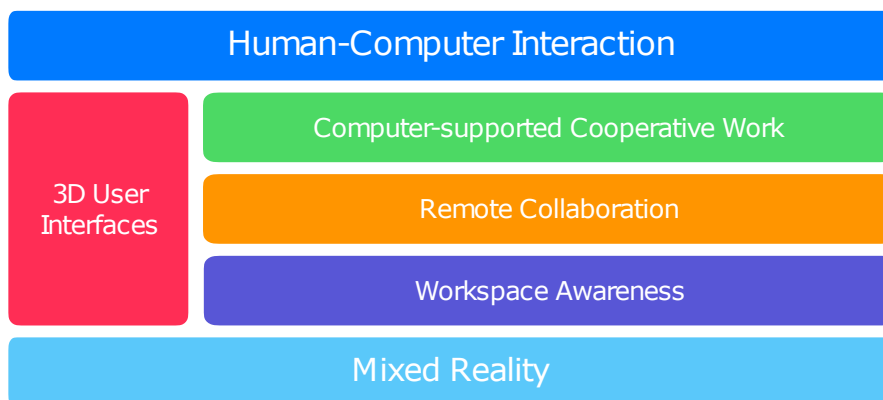 Human-Computer Interaction
Computer-supported Cooperative Work
3D User
Interfaces
Remote Collaboration
Workspace Awareness
Mixed Reality